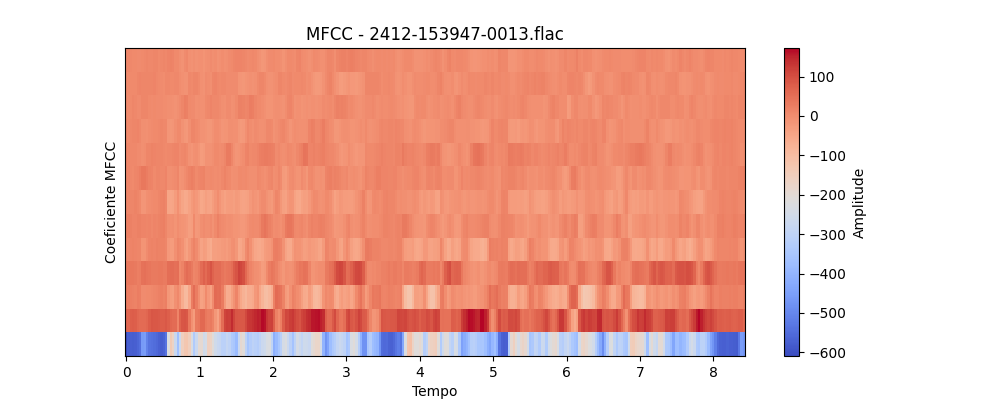 MFCC - 2412-153947-0013.flac
Coeficiente MFCC
0 1 2 3 4 5 6 7 8
Tempo
100
0
−100
−200
−300
−400
−500
−600
Amplitude